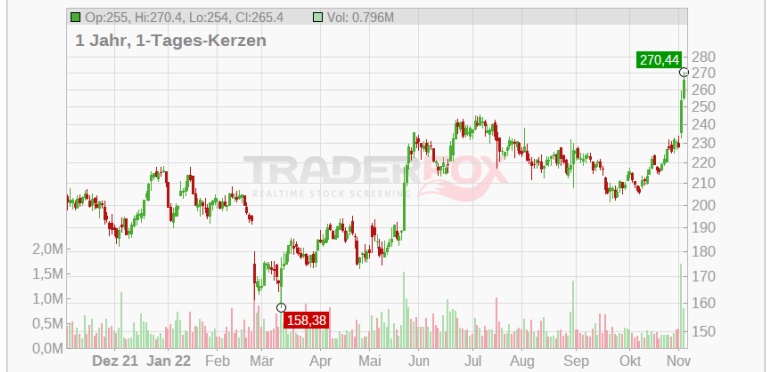 Op:255, Hi:270.4, Lo:254, Cl:265.4 Vol: 0.796M
1 Jahr, 1-Tages-Kerzen
270,44
280
270
260
250
240
230
220
210
200
190
180
170
160
150
TRADERFOX
REALTIME STOCK SCREENING
2,0M
1,5M
1,0M
0,5M
0,0M
158,38
Dez 21 Jan 22 Feb Mär Apr Mai Jun Jul Aug Sep Okt Nov